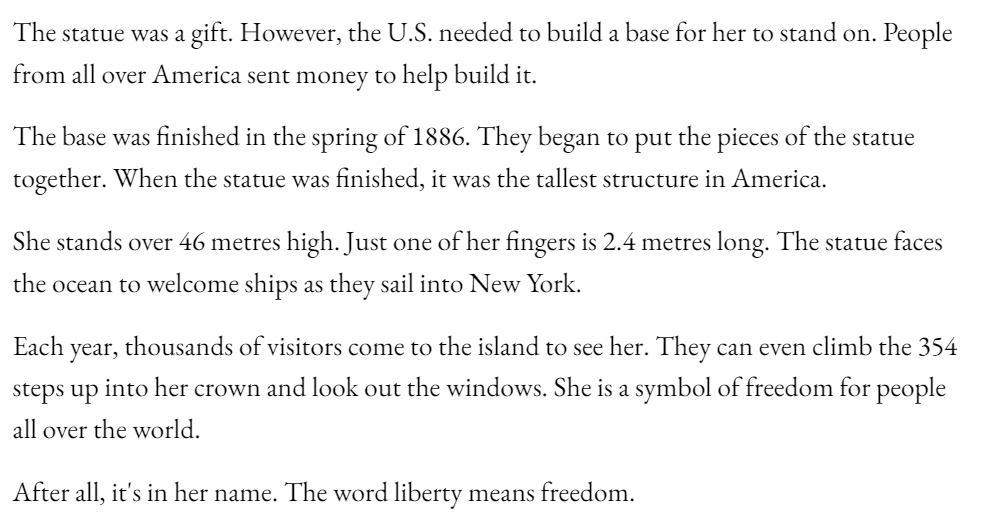 The statue was a gift. However, the U.S. needed to build a base for her to stand on. People
from all over America sent money to help build it.
The base was finished in the spring of 1886. They began to put the pieces of the statue
together. When the statue was finished, it was the tallest structure in America.
She stands over 46 metres high. Just one of her fingers is 2.4 metres long. The statue faces
the ocean to welcome ships as they sail into New York.
Each year, thousands of visitors come to the island to see her. They can even climb the 354
steps up into her crown and look out the windows. She is a symbol of freedom for people
all over the world.
After all, it's in her name. The word liberty means freedom.